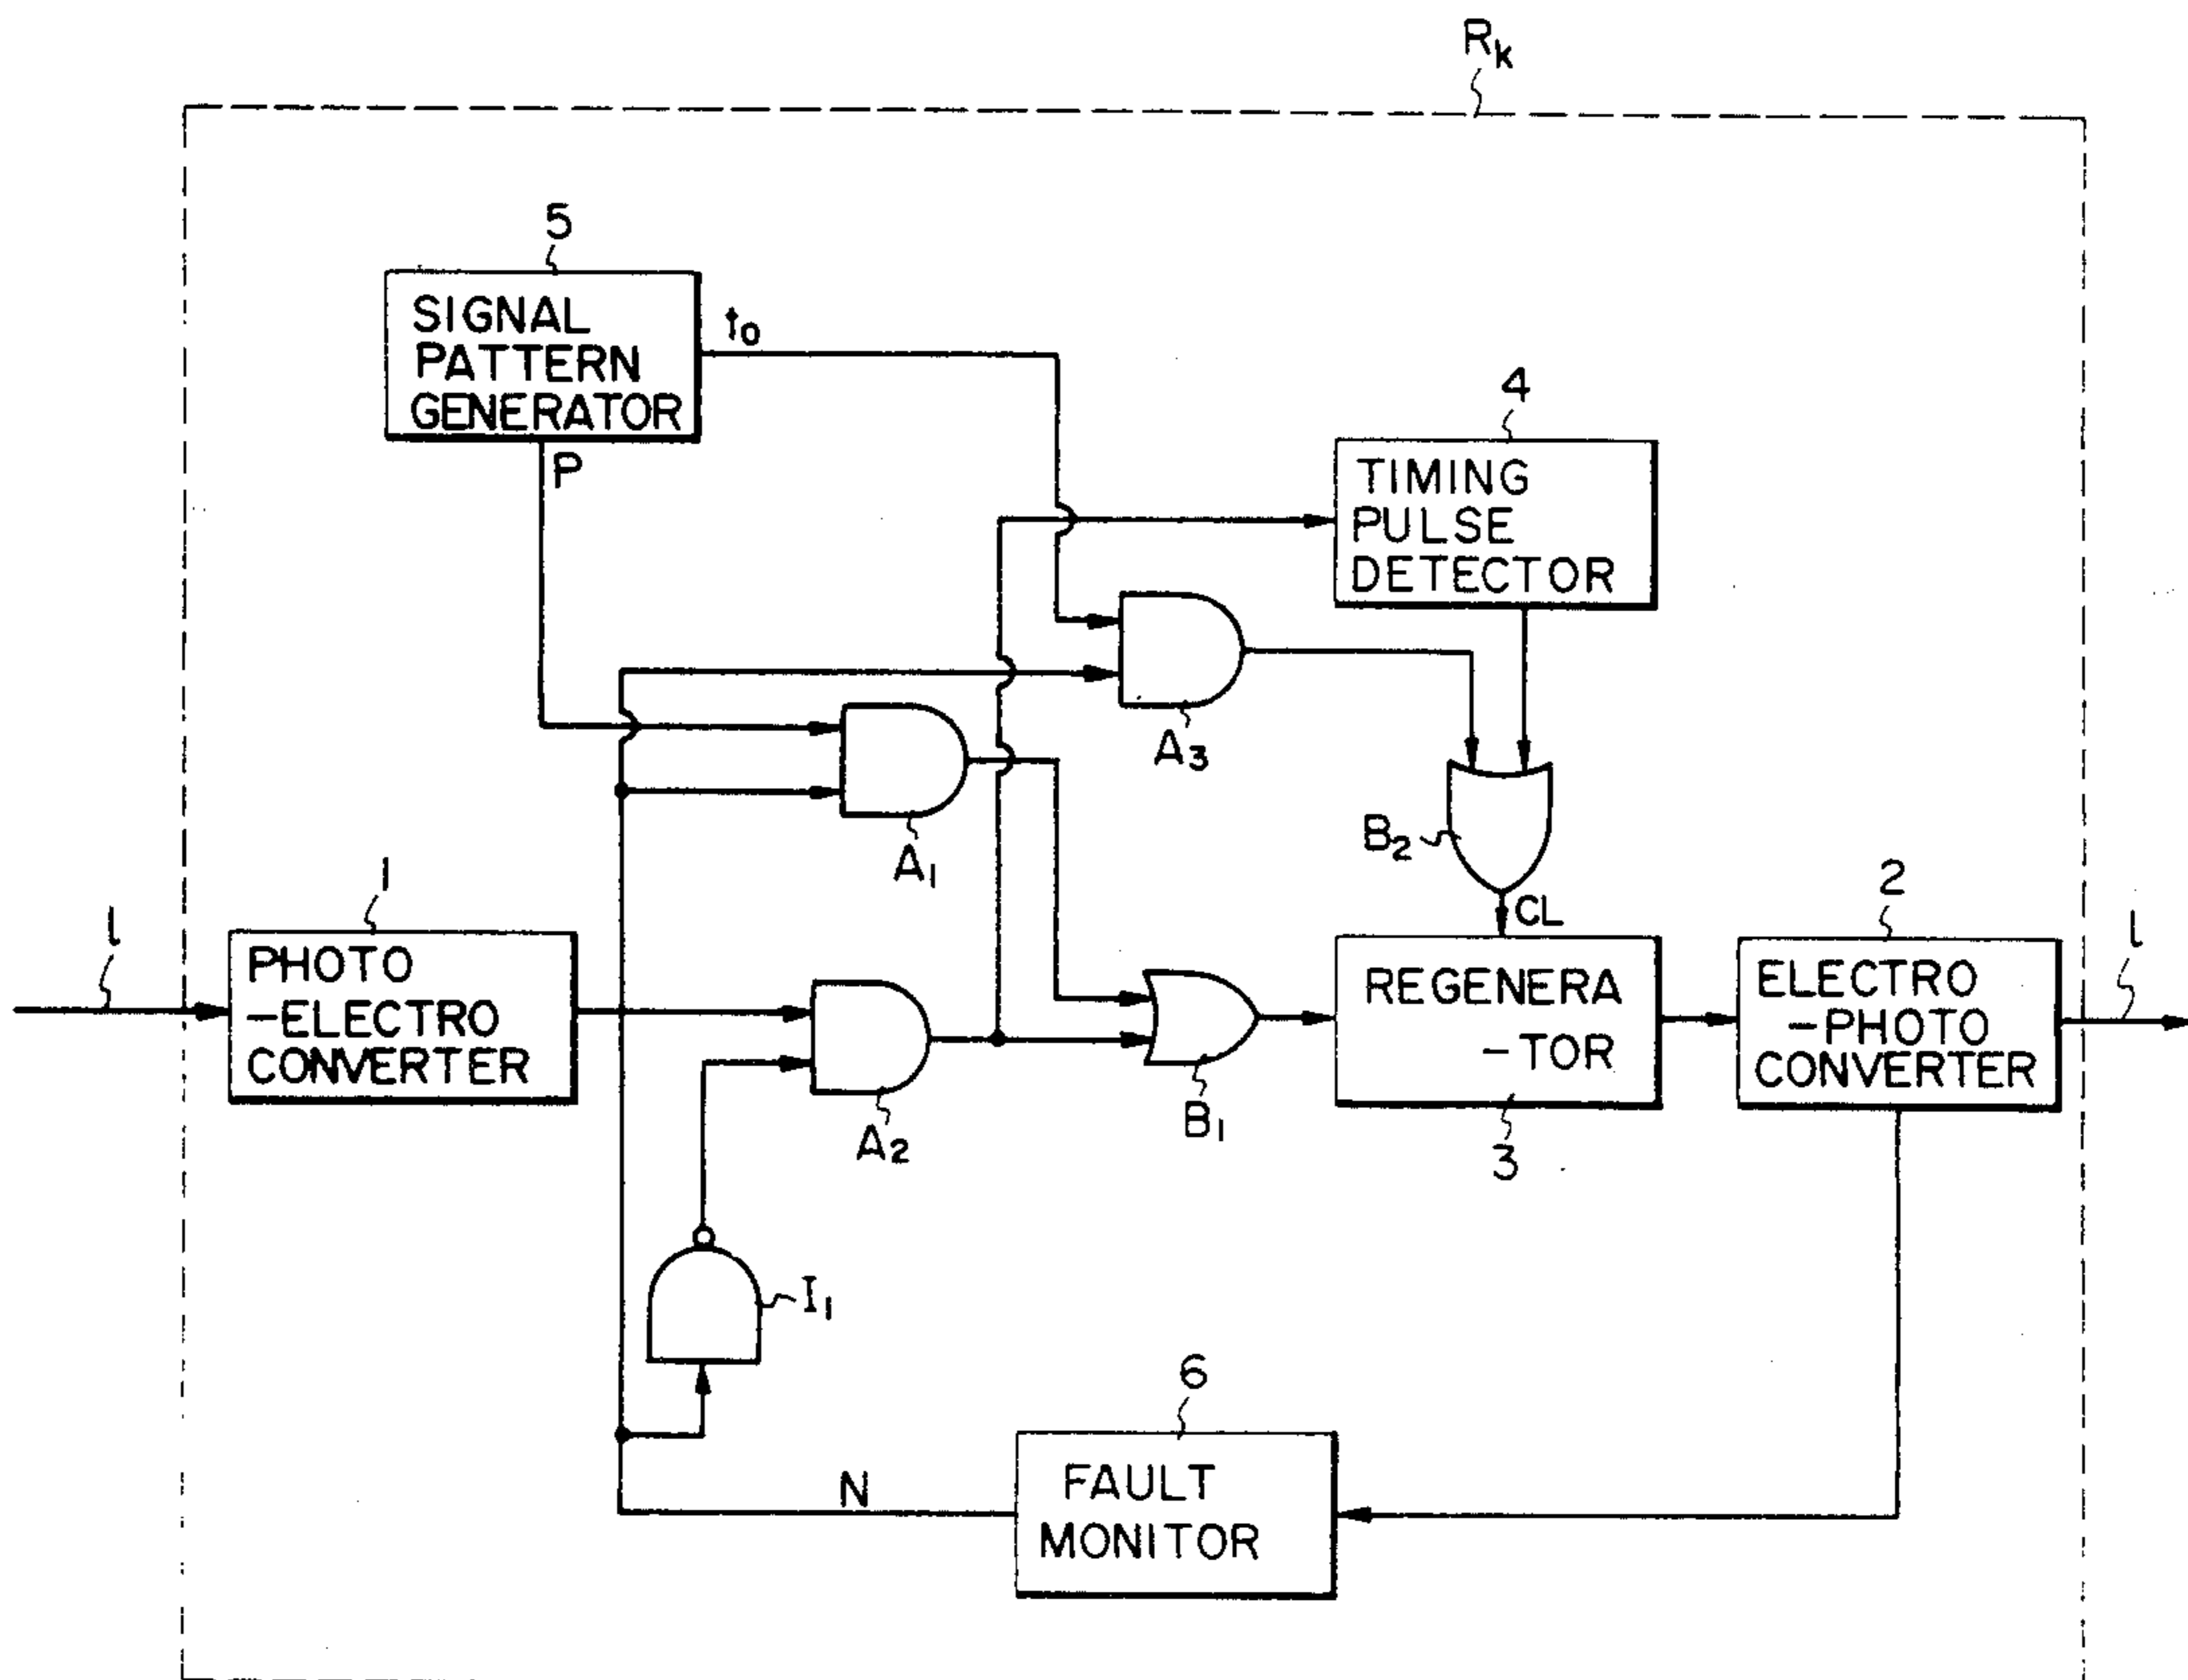 Rk
5
SIGNAL
PATTERN
GENERATOR
to
P
4
TIMING
PULSE
DETECTOR
A3
A1
B2
CL
1
l
PHOTO
-ELECTRO
CONVERTER
A2
B1
REGENERA
-TOR
3
2
l
ELECTRO
-PHOTO
CONVERTER
I1
6
N
FAULT
MONITOR